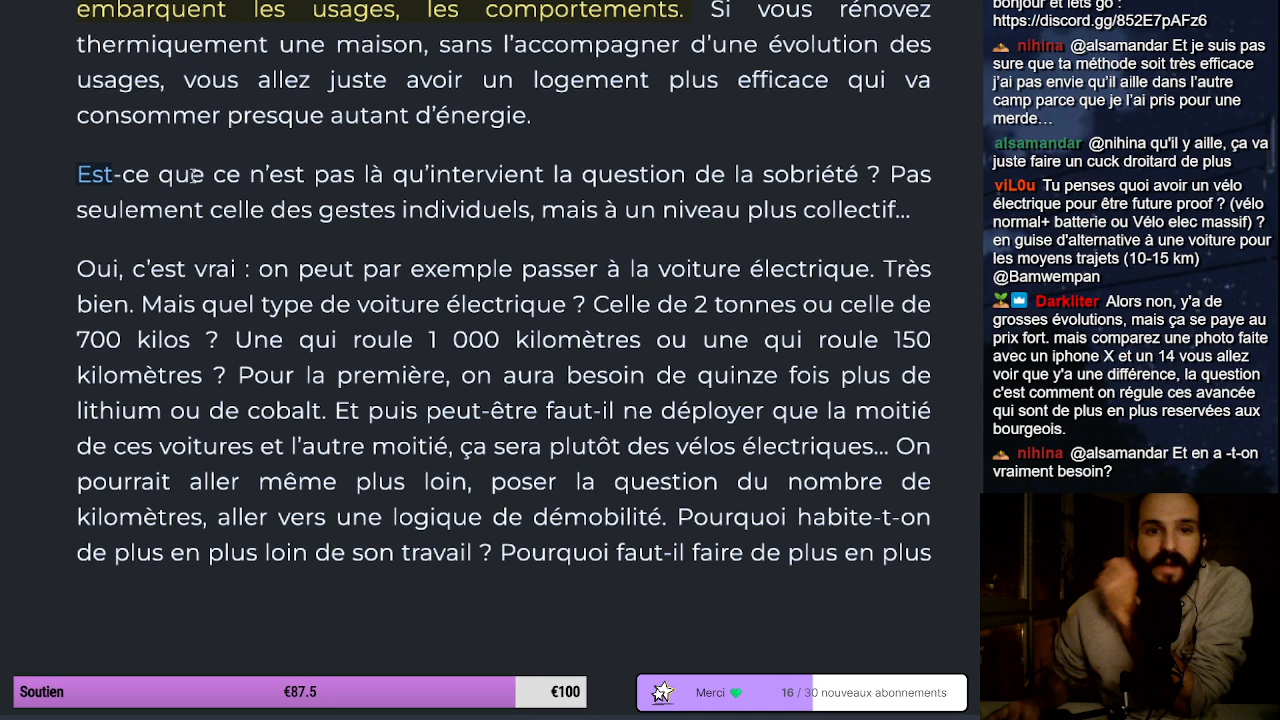 embarquent les usages, les comportements. Si vous rénovez
thermiquement une maison, sans l’accompagner d’une évolution des
usages, vous allez juste avoir un logement plus efficace qui va
consommer presque autant d’énergie.
Est-ce que ce n’est pas là qu’intervient la question de la sobriété ? Pas
seulement celle des gestes individuels, mais à un niveau plus collectif…
Oui, c’est vrai : on peut par exemple passer à la voiture électrique. Très
bien. Mais quel type de voiture électrique ? Celle de 2 tonnes ou celle de
700 kilos ? Une qui roule 1 000 kilomètres ou une qui roule 150
kilomètres ? Pour la première, on aura besoin de quinze fois plus de
lithium ou de cobalt. Et puis peut-être faut-il ne déployer que la moitié
de ces voitures et l’autre moitié, ça sera plutôt des vélos électriques… On
pourrait aller même plus loin, poser la question du nombre de
kilomètres, aller vers une logique de démobilité. Pourquoi habite-t-on
de plus en plus loin de son travail ? Pourquoi faut-il faire de plus en plus
Soutien
€87.5
€100
Merci
16 / 30 nouveaux abonnements
bonjour et lets go :
https://discord.gg/852E7pAFz6
nihina @alsamandar Et je suis pas
sure que ta méthode soit très efficace
j’ai pas envie qu’il aille dans l’autre
camp parce que je l’ai pris pour une
merde…
alsamandar @nihina qu'il y aille, ça va
juste faire un cuck droitard de plus
viL0u Tu penses quoi avoir un vélo
électrique pour être future proof ? (vélo
normal+ batterie ou Vélo elec massif) ?
en guise d'alternative à une voiture pour
les moyens trajets (10-15 km)
@Bamwempan
Darkliter Alors non, y'a de
grosses évolutions, mais ça se paye au
prix fort. mais comparez une photo faite
avec un iphone X et un 14 vous allez
voir que y'a une différence, la question
c'est comment on régule ces avancée
qui sont de plus en plus reservées aux
bourgeois.
nihina @alsamandar Et en a -t-on
vraiment besoin?